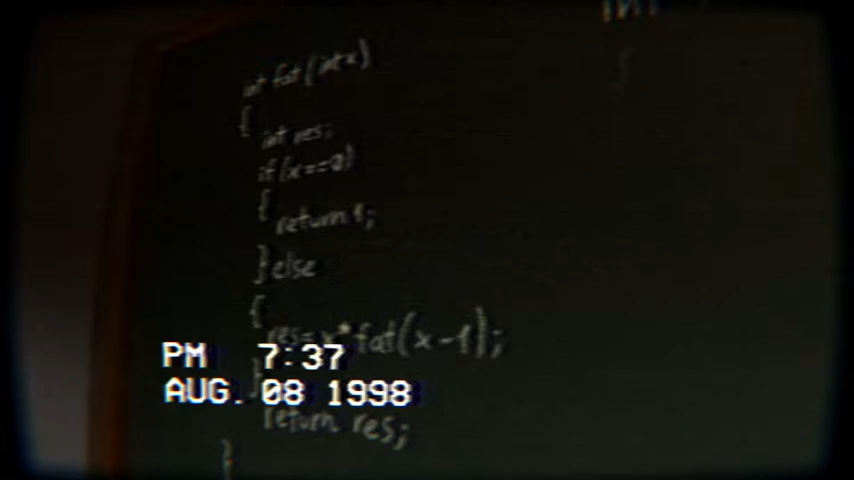 int fat(int x)
{
int res;
if(x==0)
{
return 1;
}else
{
res=x*fat(x-1);
}
return res;
}
PM 7:37
AUG. 08 1998